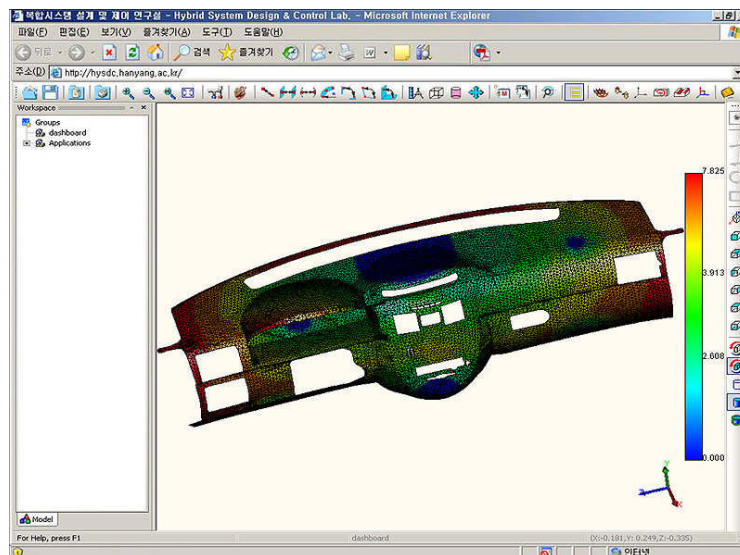 복합시스템 설계 및 제어 연구실 - Hybrid System Design & Control Lab. - Microsoft Internet Explorer
파일(F) 편집(E) 보기(V) 즐겨찾기(A) 도구(T) 도움말(H)
뒤로 검색 즐겨찾기
주소(D) http://hysdc.hanyang.ac.kr/
Workspace
Groups
dashboard
Applications
7.825
3.913
2.608
0.000
Y
Z
X
Model
For Help, press F1 dashboard (X:-0.181,Y: 0.249,Z:-0.335)
인터넷